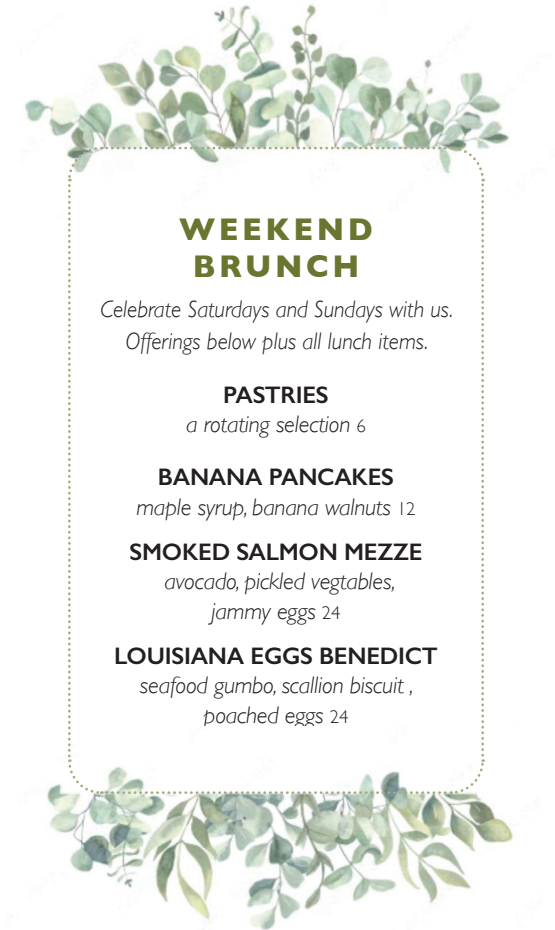 WEEKEND
BRUNCH
Celebrate Saturdays and Sundays with us.
Offerings below plus all lunch items.
PASTRIES
a rotating selection 6
BANANA PANCAKES
maple syrup, banana walnuts 12
SMOKED SALMON MEZZE
avocado, pickled vegtables,
jammy eggs 24
LOUISIANA EGGS BENEDICT
seafood gumbo, scallion biscuit ,
poached eggs 24